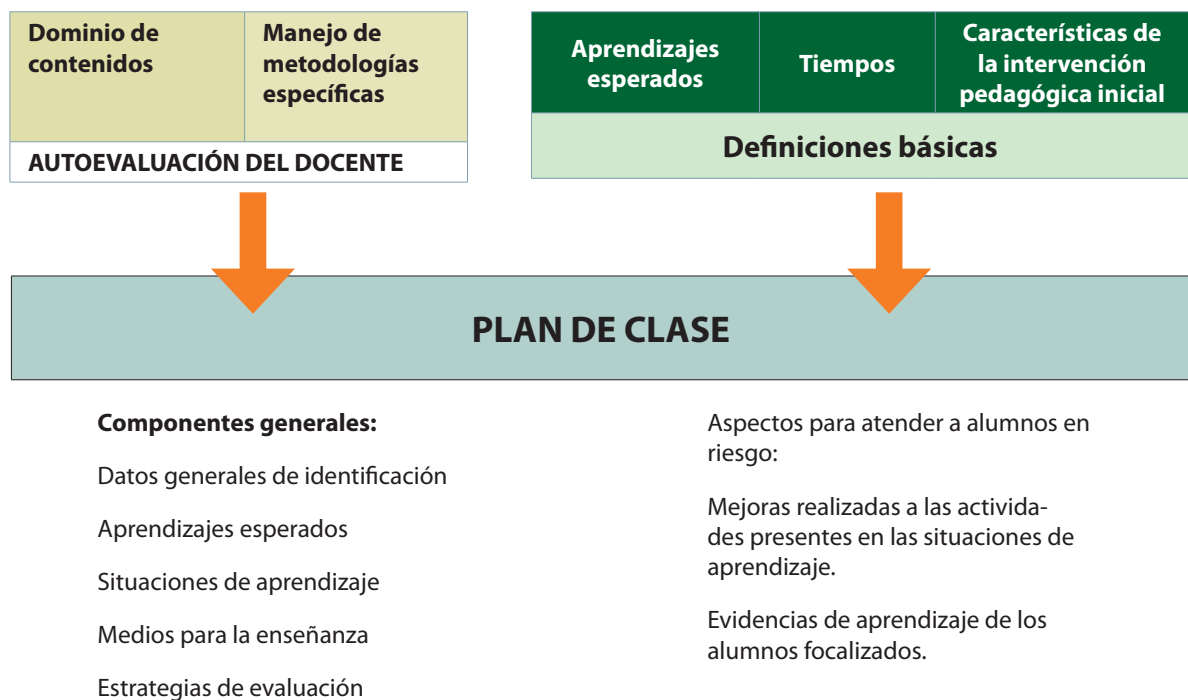 Dominio de
contenidos
Manejo de
metodologías
específicas
AUTOEVALUACIÓN DEL DOCENTE
Aprendizajes
esperados
Tiempos
Características de
la intervención
pedagógica inicial
Definiciones básicas
PLAN DE CLASE
Componentes generales:
Datos generales de identificación
Aprendizajes esperados
Situaciones de aprendizaje
Medios para la enseñanza
Estrategias de evaluación
Aspectos para atender a alumnos en
riesgo:
Mejoras realizadas a las activida-
des presentes en las situaciones de
aprendizaje.
Evidencias de aprendizaje de los
alumnos focalizados.